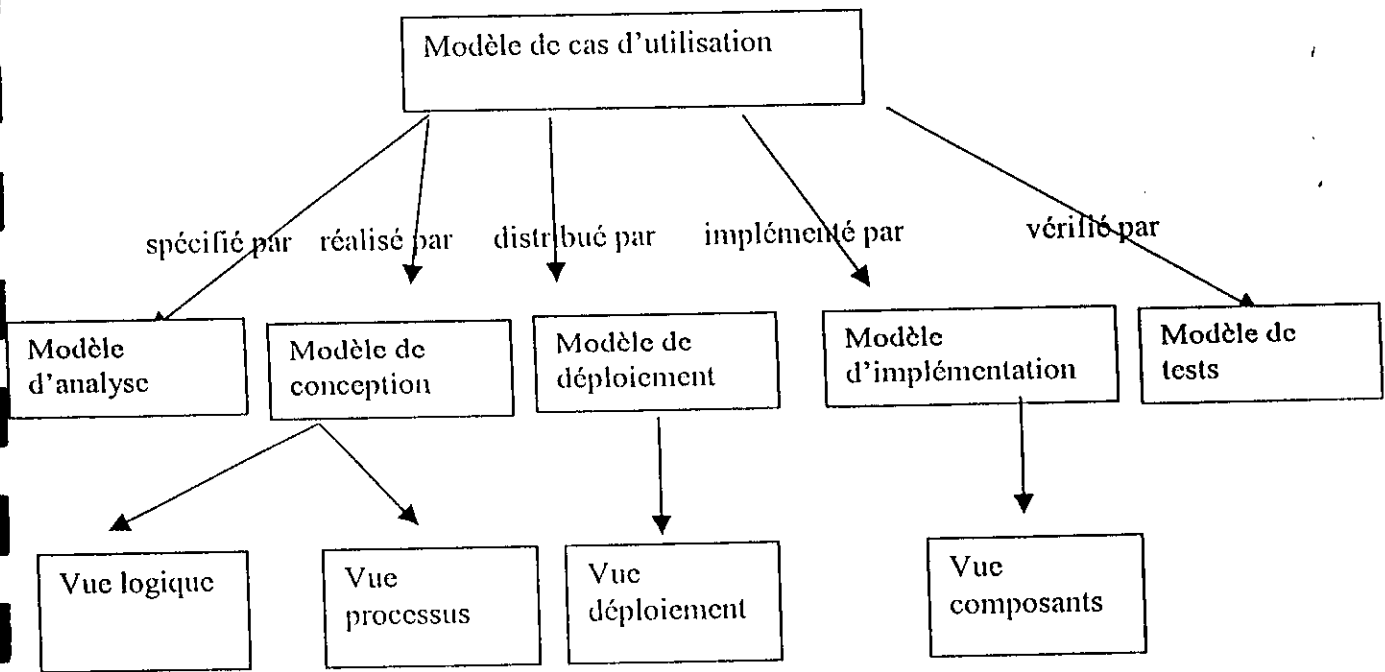 Modèle de cas d'utilisation
spécifié par réalisé par distribué par implémenté par vérifié par
Modèle
d'analyse
Modèle de
conception
Modèle de
déploiement
Modèle
d'implémentation
Modèle de
tests
Vue logique
Vue
processus
Vue
déploiement
Vue
composants